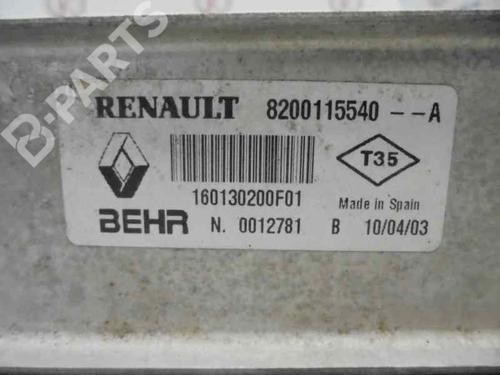 RENAULT 8200115540 --A
T35
160130200F01 Made in Spain
BEHR N. 0012781 B 10/04/03
B-PARTS